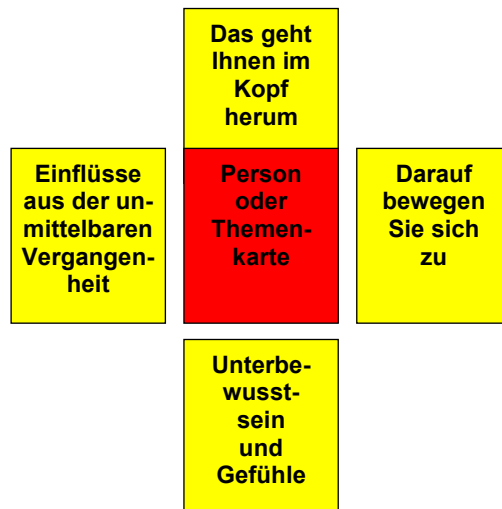 Das geht
Ihnen im
Kopf
herum
Einflüsse
aus der un-
mittelbaren
Vergangen-
heit
Person
oder
Themen-
karte
Darauf
bewegen
Sie sich
zu
Unterbe-
wusst-
sein
und
Gefühle